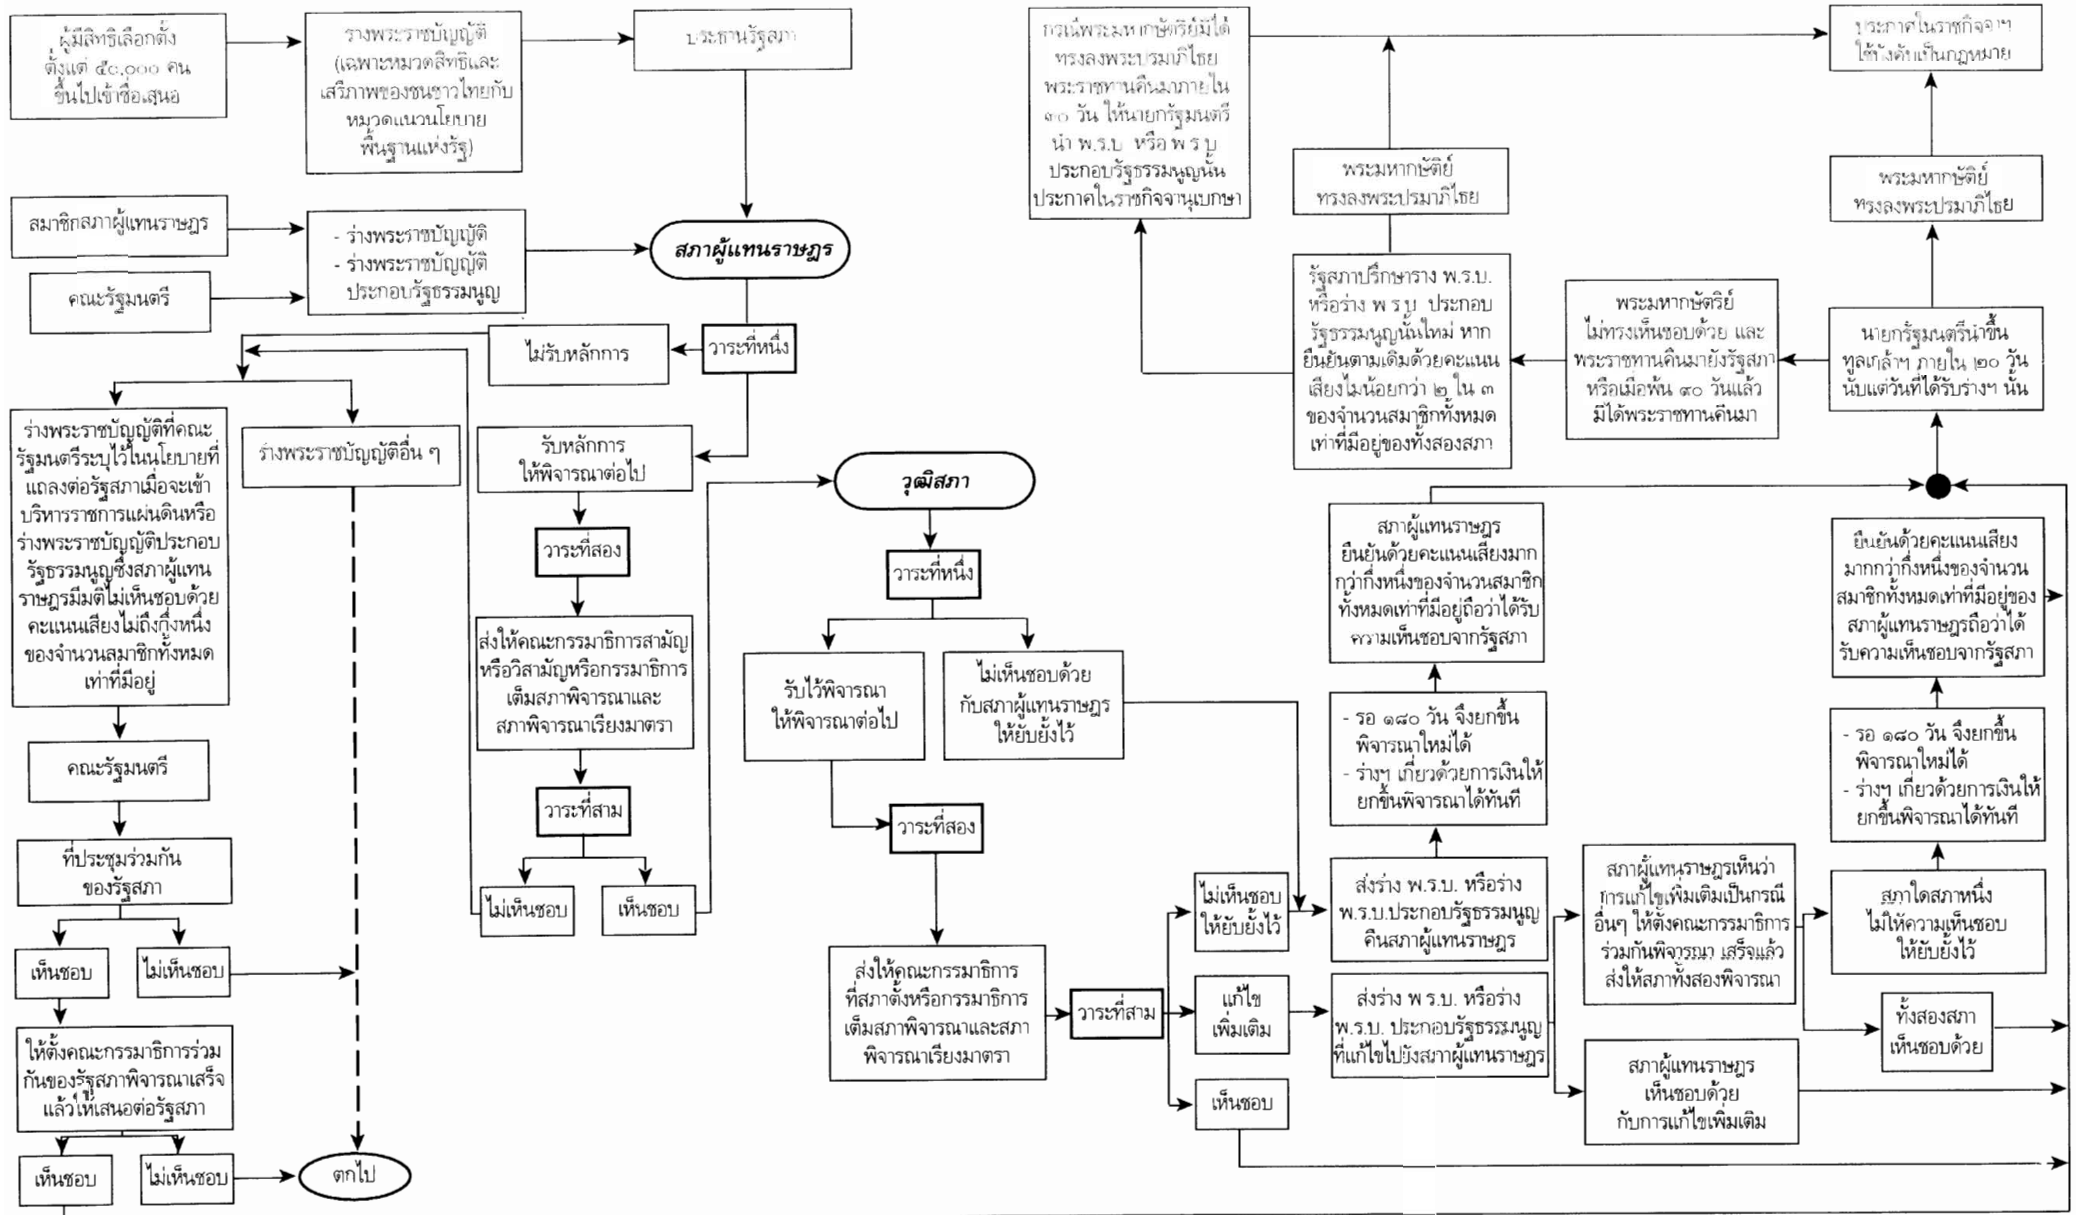 ผู้มีสิทธิเลือกตั้ง
ตั้งแต่ ๕๐,๐๐๐ คน
ขึ้นไปเข้าชื่อเสนอ
ร่างพระราชบัญญัติ
(เฉพาะหมวดสิทธิและ
เสรีภาพของชนชาวไทยกับ
หมวดแนวนโยบาย
พื้นฐานแห่งรัฐ)
ประธานรัฐสภา
สมาชิกสภาผู้แทนราษฎร
คณะรัฐมนตรี
- ร่างพระราชบัญญัติ
- ร่างพระราชบัญญัติ
ประกอบรัฐธรรมนูญ
สภาผู้แทนราษฎร
วาระที่หนึ่ง
ไม่รับหลักการ
ร่างพระราชบัญญัติที่คณะ
รัฐมนตรีระบุไว้ในนโยบายที่
แถลงต่อรัฐสภาเมื่อจะเข้า
บริหารราชการแผ่นดินหรือ
ร่างพระราชบัญญัติประกอบ
รัฐธรรมนูญซึ่งสภาผู้แทน
ราษฎรมีมติไม่เห็นชอบด้วย
คะแนนเสียงไม่ถึงกึ่งหนึ่ง
ของจำนวนสมาชิกทั้งหมด
เท่าที่มีอยู่
ร่างพระราชบัญญัติอื่น ๆ
คณะรัฐมนตรี
ที่ประชุมร่วมกัน
ของรัฐสภา
เห็นชอบ
ไม่เห็นชอบ
ให้ตั้งคณะกรรมาธิการร่วม
กันของรัฐสภาพิจารณาเสร็จ
แล้วให้เสนอต่อรัฐสภา
เห็นชอบ
ไม่เห็นชอบ
ตกไป
รับหลักการ
ให้พิจารณาต่อไป
วาระที่สอง
ส่งให้คณะกรรมาธิการสามัญ
หรือวิสามัญหรือกรรมาธิการ
เต็มสภาพิจารณาและ
สภาพิจารณาเรียงมาตรา
วาระที่สาม
ไม่เห็นชอบ
เห็นชอบ
วุฒิสภา
วาระที่หนึ่ง
รับไว้พิจารณา
ให้พิจารณาต่อไป
ไม่เห็นชอบด้วย
กับสภาผู้แทนราษฎร
ให้ยับยั้งไว้
วาระที่สอง
ส่งให้คณะกรรมาธิการ
ที่สภาตั้งหรือกรรมาธิการ
เต็มสภาพิจารณาและสภา
พิจารณาเรียงมาตรา
วาระที่สาม
ไม่เห็นชอบ
ให้ยับยั้งไว้
แก้ไข
เพิ่มเติม
เห็นชอบ
ส่งร่าง พ.ร.บ. หรือร่าง
พ.ร.บ.ประกอบรัฐธรรมนูญ
คืนสภาผู้แทนราษฎร
ส่งร่าง พ ร.บ. หรือร่าง
พ.ร.บ. ประกอบรัฐธรรมนูญ
ที่แก้ไขไปยังสภาผู้แทนราษฎร
- รอ ๑๘๐ วัน จึงยกขึ้น
พิจารณาใหม่ได้
- ร่างฯ เกี่ยวด้วยการเงินให้
ยกขึ้นพิจารณาได้ทันที
สภาผู้แทนราษฎร
ยืนยันด้วยคะแนนเสียงมาก
กว่ากึ่งหนึ่งของจำนวนสมาชิก
ทั้งหมดเท่าที่มีอยู่ถือว่าได้รับ
ความเห็นชอบจากรัฐสภา
สภาผู้แทนราษฎรเห็นว่า
การแก้ไขเพิ่มเติมเป็นกรณี
อื่นๆ ให้ตั้งคณะกรรมาธิการ
ร่วมกันพิจารณา เสร็จแล้ว
ส่งให้สภาทั้งสองพิจารณา
สภาผู้แทนราษฎร
เห็นชอบด้วย
กับการแก้ไขเพิ่มเติม
สภาใดสภาหนึ่ง
ไม่ให้ความเห็นชอบ
ให้ยับยั้งไว้
ทั้งสองสภา
เห็นชอบด้วย
- รอ ๑๘๐ วัน จึงยกขึ้น
พิจารณาใหม่ได้
- ร่างฯ เกี่ยวด้วยการเงินให้
ยกขึ้นพิจารณาได้ทันที
ยืนยันด้วยคะแนนเสียง
มากกว่ากึ่งหนึ่งของจำนวน
สมาชิกทั้งหมดเท่าที่มีอยู่ของ
สภาผู้แทนราษฎรถือว่าได้
รับความเห็นชอบจากรัฐสภา
นายกรัฐมนตรีนำขึ้น
ทูลเกล้าฯ ภายใน ๒๐ วัน
นับแต่วันที่ได้รับร่างฯ นั้น
พระมหากษัตริย์
ไม่ทรงเห็นชอบด้วย และ
พระราชทานคืนมายังรัฐสภา
หรือเมื่อพ้น ๙๐ วันแล้ว
มิได้พระราชทานคืนมา
รัฐสภาปรึกษาร่าง พ.ร.บ.
หรือร่าง พ ร บ ประกอบ
รัฐธรรมนูญนั้นใหม่ หาก
ยืนยันตามเดิมด้วยคะแนน
เสียงไม่น้อยกว่า ๒ ใน ๓
ของจำนวนสมาชิกทั้งหมด
เท่าที่มีอยู่ของทั้งสองสภา
พระมหากษัติย์
ทรงลงพระปรมาภิไธย
กรณีพระมหากษัตริย์มิได้
ทรงลงพระปรมาภิไธย
พระราชทานคืนมาภายใน
๓๐ วัน ให้นายกรัฐมนตรี
นำ พ.ร.บ หรือ พ ร บ
ประกอบรัฐธรรมนูญนั้น
ประกาศในราชกิจจานุเบกษา
พระมหากษัติย์
ทรงลงพระปรมาภิไธย
ประกาศในราชกิจจาฯ
ใช้บังคับเป็นกฎหมาย